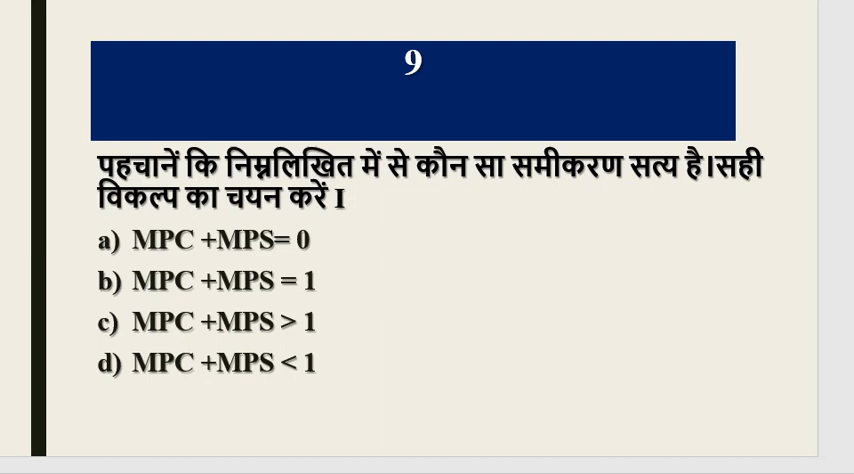 9
पहचानें कि निम्नलिखित में से कौन सा समीकरण सत्य है।सही
विकल्प का चयन करें I
a) MPC +MPS= 0
b) MPC +MPS = 1
c) MPC +MPS > 1
d) MPC +MPS < 1